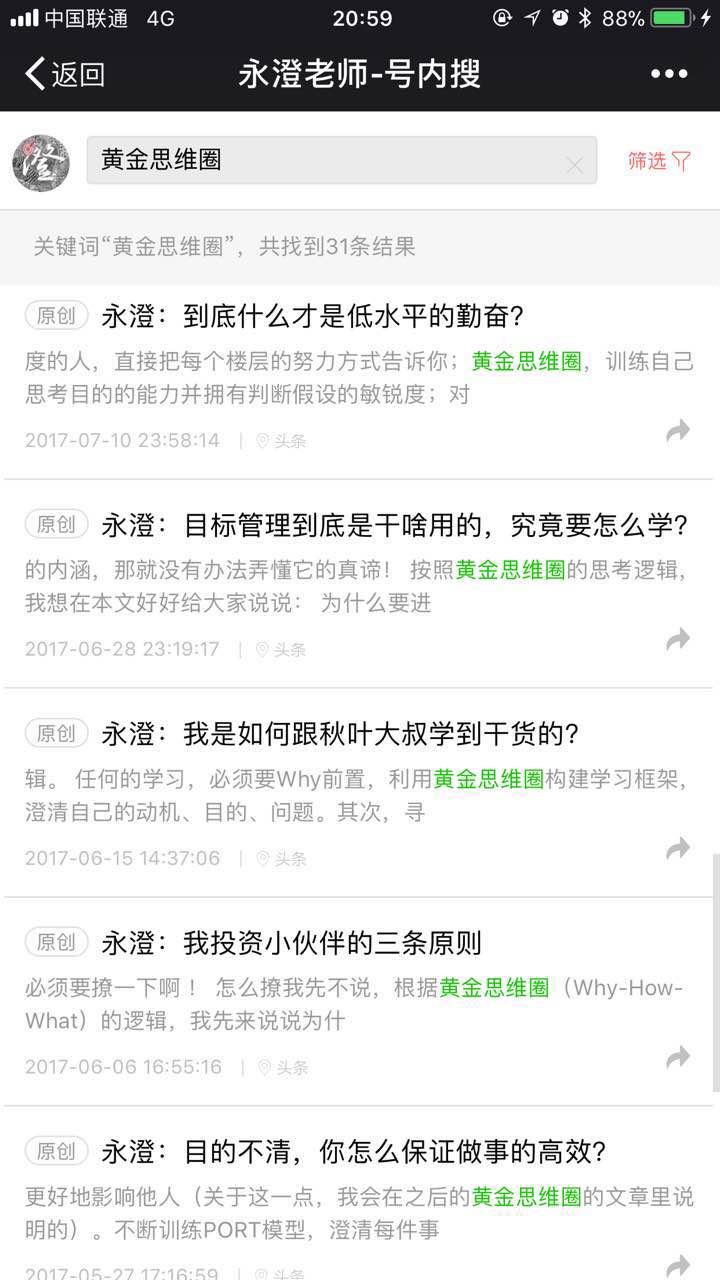 中国联通 4G 20:59 88%
返回 永澄老师-号内搜
澄 黄金思维圈 筛选
关键词“黄金思维圈”，共找到31条结果
原创 永澄：到底什么才是低水平的勤奋?
度的人，直接把每个楼层的努力方式告诉你；黄金思维圈，训练自己
思考目的的能力并拥有判断假设的敏锐度；对
2017-07-10 23:58:14 | 头条
原创 永澄：目标管理到底是干啥用的，究竟要怎么学?
的内涵，那就没有办法弄懂它的真谛！ 按照黄金思维圈的思考逻辑，
我想在本文好好给大家说说： 为什么要进
2017-06-28 23:19:17 | 头条
原创 永澄：我是如何跟秋叶大叔学到干货的?
辑。 任何的学习，必须要Why前置，利用黄金思维圈构建学习框架，
澄清自己的动机、目的、问题。其次，寻
2017-06-15 14:37:06 | 头条
原创 永澄：我投资小伙伴的三条原则
必须要撩一下啊 ！ 怎么撩我先不说，根据黄金思维圈（Why-How-
What）的逻辑，我先来说说为什
2017-06-06 16:55:16 | 头条
原创 永澄：目的不清，你怎么保证做事的高效?
更好地影响他人（关于这一点，我会在之后的黄金思维圈的文章里说
明的）。不断训练PORT模型，澄清每件事
2017-05-27 17:16:59 | 头条